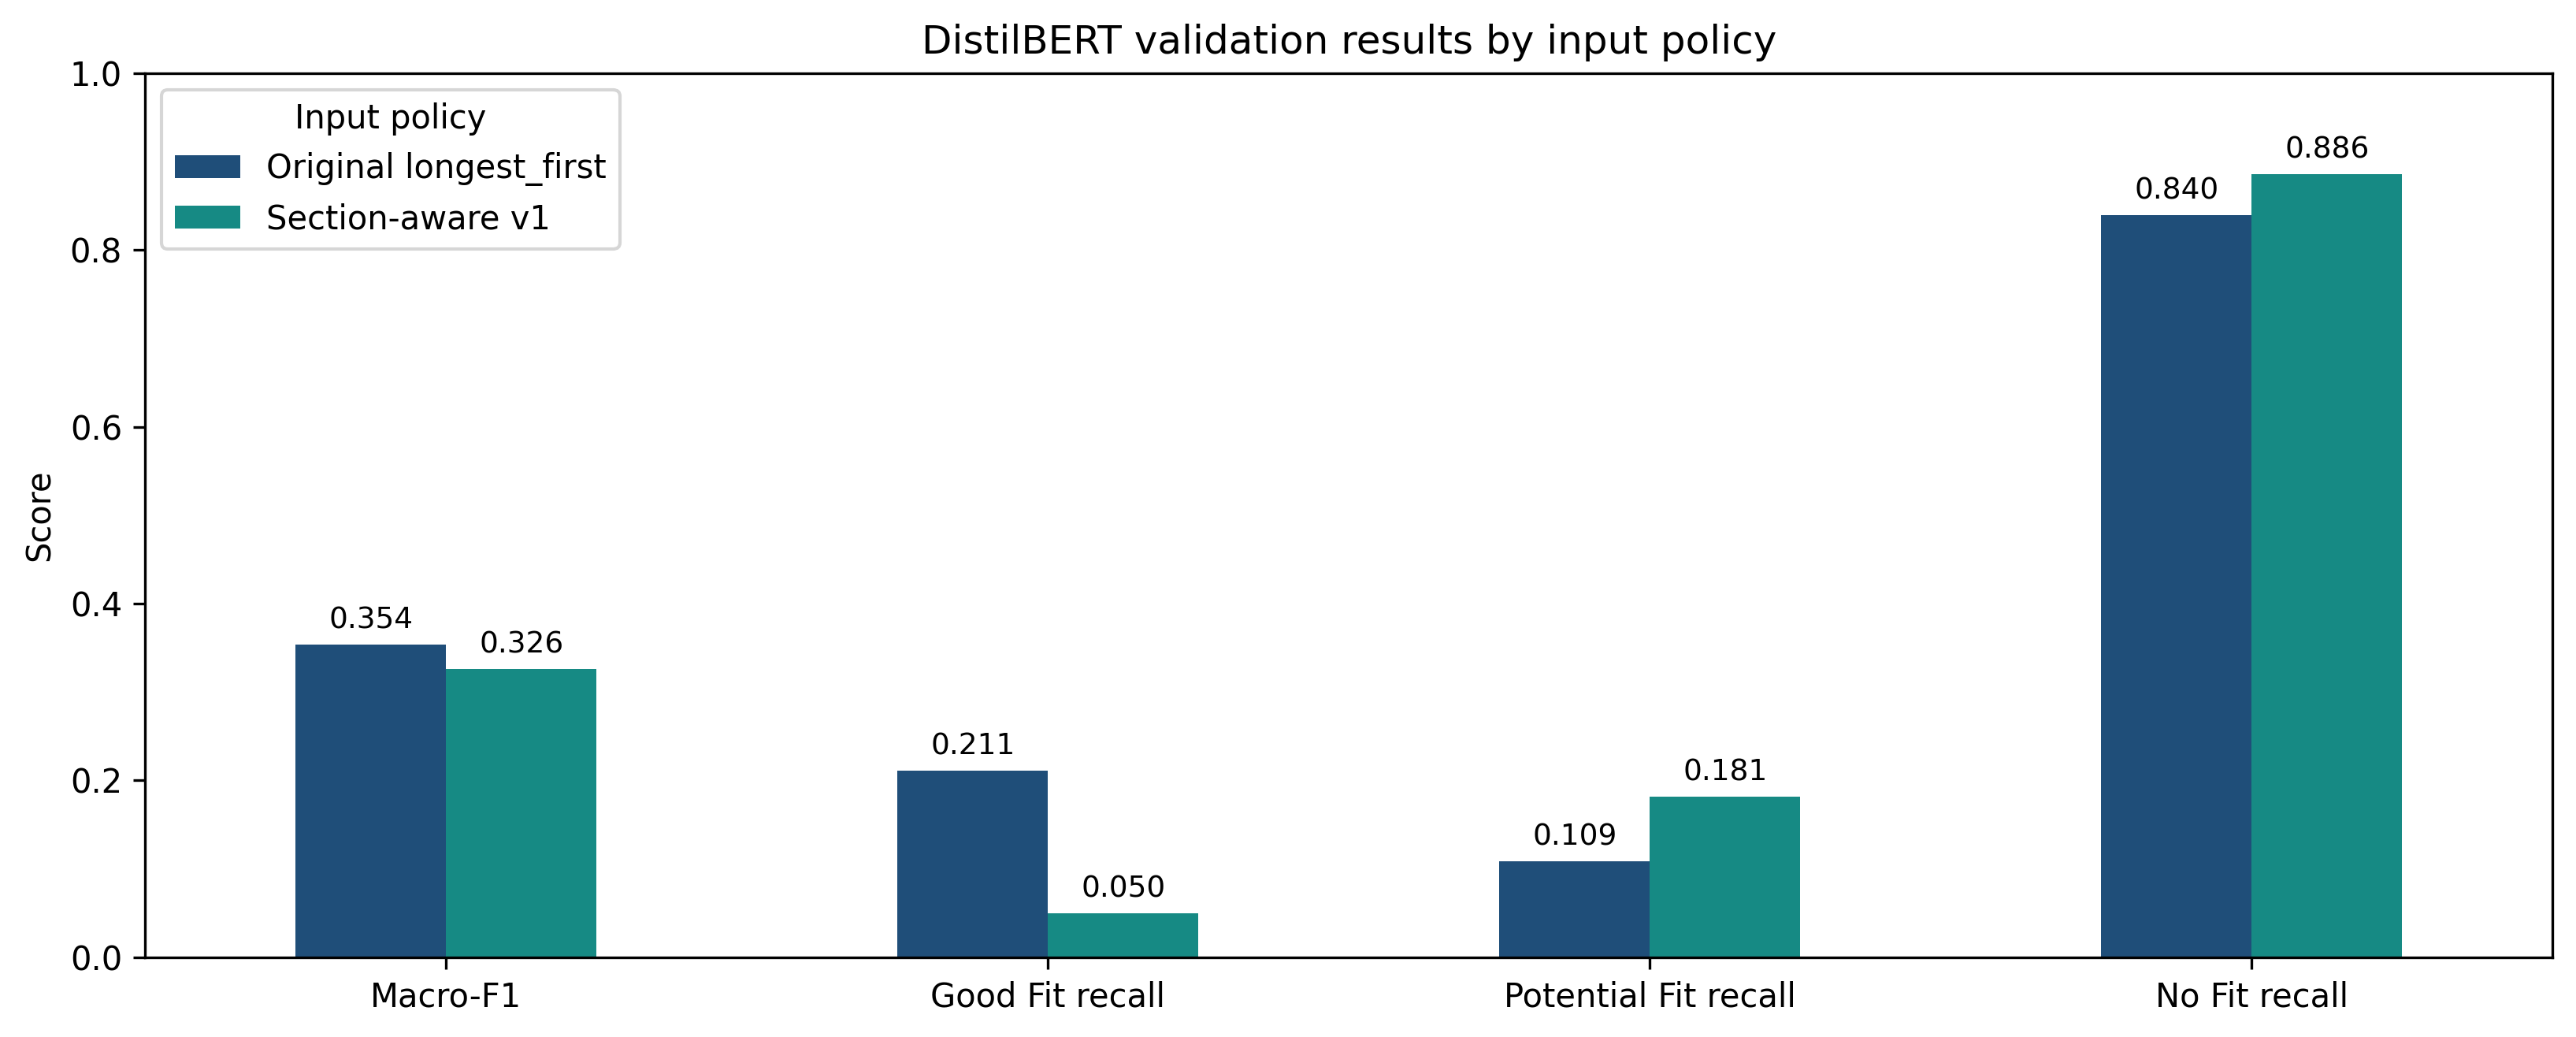 DistilBERT validation results by input policy
1.0
0.8
0.6
0.4
0.2
0.0
Score
Input policy
Original longest_first
Section-aware v1
0.354
0.326
0.211
0.050
0.109
0.181
0.840
0.886
Macro-F1
Good Fit recall
Potential Fit recall
No Fit recall